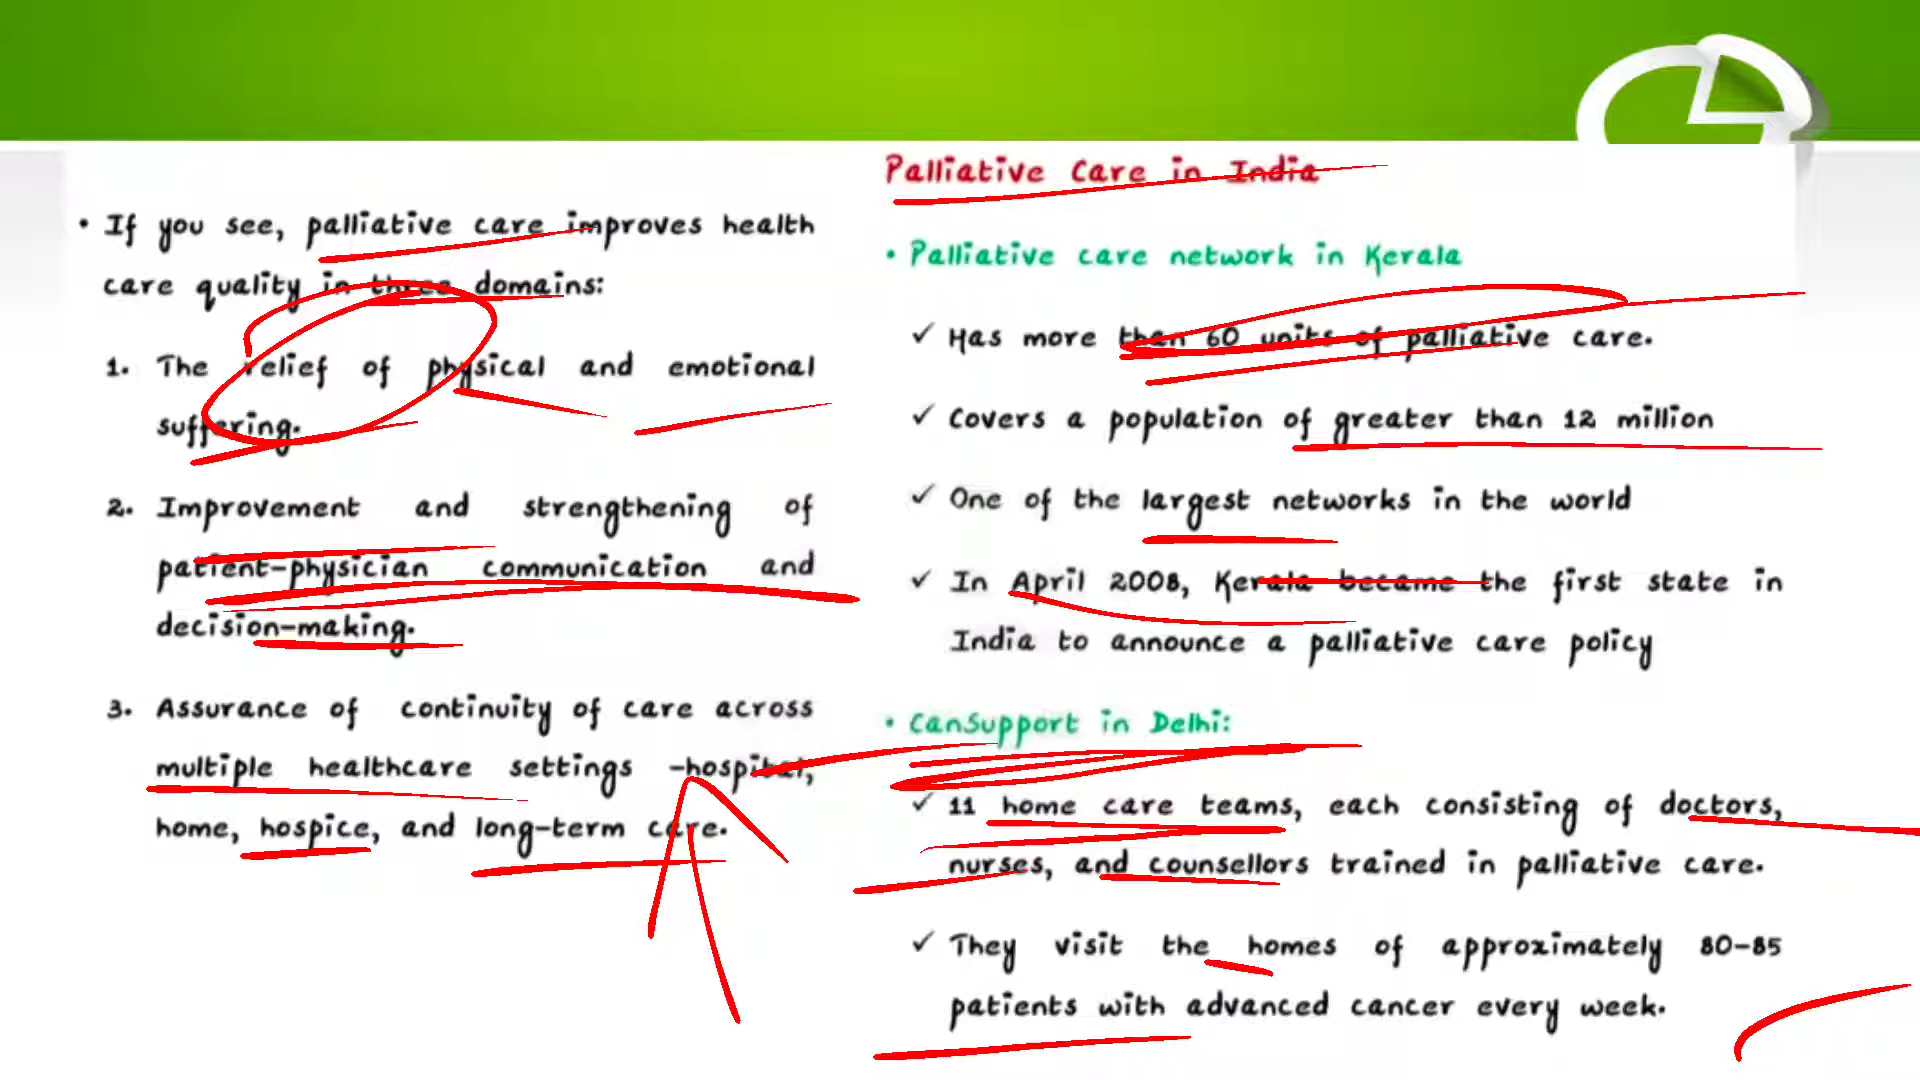 • If you see, palliative care improves health
care quality in three domains:
1. The relief of physical and emotional
suffering.
2. Improvement and strengthening of
patient-physician communication and
decision-making.
3. Assurance of continuity of care across
multiple healthcare settings -hospital,
home, hospice, and long-term care.
Palliative Care in India
• Palliative care network in Kerala
✓ Has more than 60 units of palliative care.
✓ Covers a population of greater than 12 million
✓ One of the largest networks in the world
✓ In April 2008, Kerala became the first state in
India to announce a palliative care policy
• CanSupport in Delhi:
✓ 11 home care teams, each consisting of doctors,
nurses, and counsellors trained in palliative care.
✓ They visit the homes of approximately 80-85
patients with advanced cancer every week.